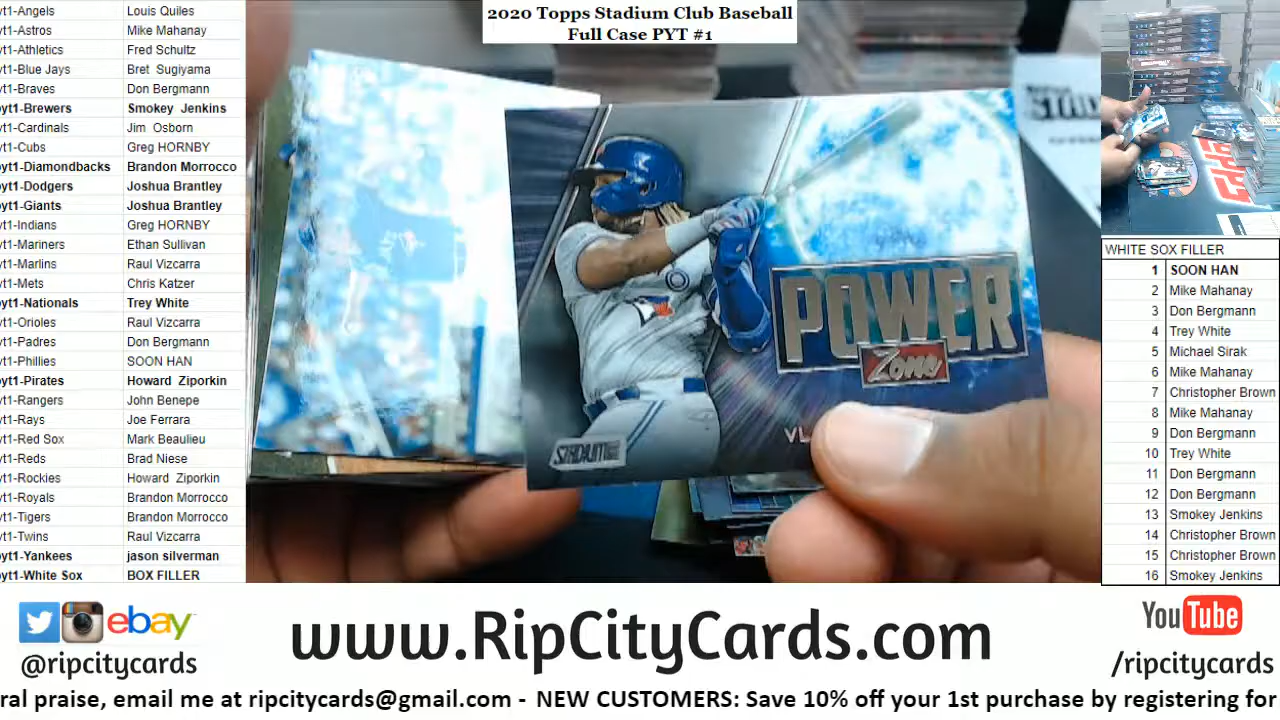 2020 Topps Stadium Club Baseball
Full Case PYT #1
yt1-Angels Louis Quiles
yt1-Astros Mike Mahanay
yt1-Athletics Fred Schultz
yt1-Blue Jays Bret Sugiyama
yt1-Braves Don Bergmann
yt1-Brewers Smokey Jenkins
yt1-Cardinals Jim Osborn
yt1-Cubs Greg HORNBY
yt1-Diamondbacks Brandon Morrocco
yt1-Dodgers Joshua Brantley
yt1-Giants Joshua Brantley
yt1-Indians Greg HORNBY
yt1-Mariners Ethan Sullivan
yt1-Marlins Raul Vizcarra
yt1-Mets Chris Katzer
yt1-Nationals Trey White
yt1-Orioles Raul Vizcarra
yt1-Padres Don Bergmann
yt1-Phillies SOON HAN
yt1-Pirates Howard Ziporkin
yt1-Rangers John Benepe
yt1-Rays Joe Ferrara
yt1-Red Sox Mark Beaulieu
yt1-Reds Brad Niese
yt1-Rockies Howard Ziporkin
yt1-Royals Brandon Morrocco
yt1-Tigers Brandon Morrocco
yt1-Twins Raul Vizcarra
yt1-Yankees jason silverman
yt1-White Sox BOX FILLER
POWER
Zone
VL
STADIUM
WHITE SOX FILLER
1 SOON HAN
2 Mike Mahanay
3 Don Bergmann
4 Trey White
5 Michael Sirak
6 Mike Mahanay
7 Christopher Brown
8 Mike Mahanay
9 Don Bergmann
10 Trey White
11 Don Bergmann
12 Don Bergmann
13 Smokey Jenkins
14 Christopher Brown
15 Christopher Brown
16 Smokey Jenkins
ebay
@ripcitycards
www.RipCityCards.com
YouTube
/ripcitycards
ral praise, email me at ripcitycards@gmail.com - NEW CUSTOMERS: Save 10% off your 1st purchase by registering for